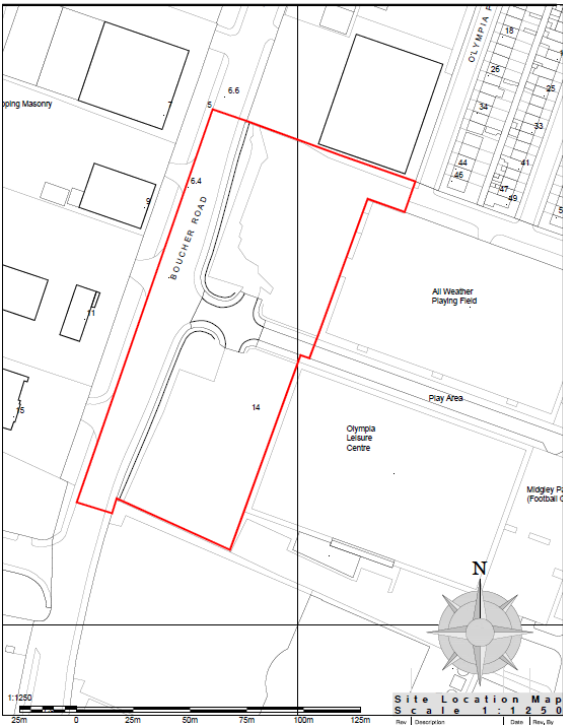 OLYMPIA P
18
26
25
34
33
44
46
41
47
49
5
6.6
5
7
pping Masonry
6.4
9
BOUCHER ROAD
11
15
14
All Weather
Playing Field
Play Area
Olympia
Leisure
Centre
Midgley P
(Football C
N
1:1250
25m 0 25m 50m 75m 100m 125m
Site Location Map
Scale 1:1250
Rev Description Date Rev. By